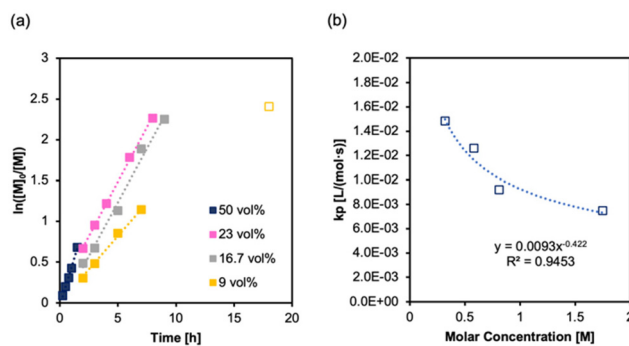 (a)
3
2.5
2
1.5
1
0.5
0
0 5 10 15 20
ln([M]₀/[M])
Time [h]
50 vol%
23 vol%
16.7 vol%
9 vol%
(b)
2.0E-02
1.8E-02
1.6E-02
1.4E-02
1.2E-02
1.0E-02
8.0E-03
6.0E-03
4.0E-03
2.0E-03
0.0E+00
0 0.5 1 1.5 2
kp [L/(mol·s)]
Molar Concentration [M]
y = 0.0093x⁻⁰·⁴²²
R² = 0.9453